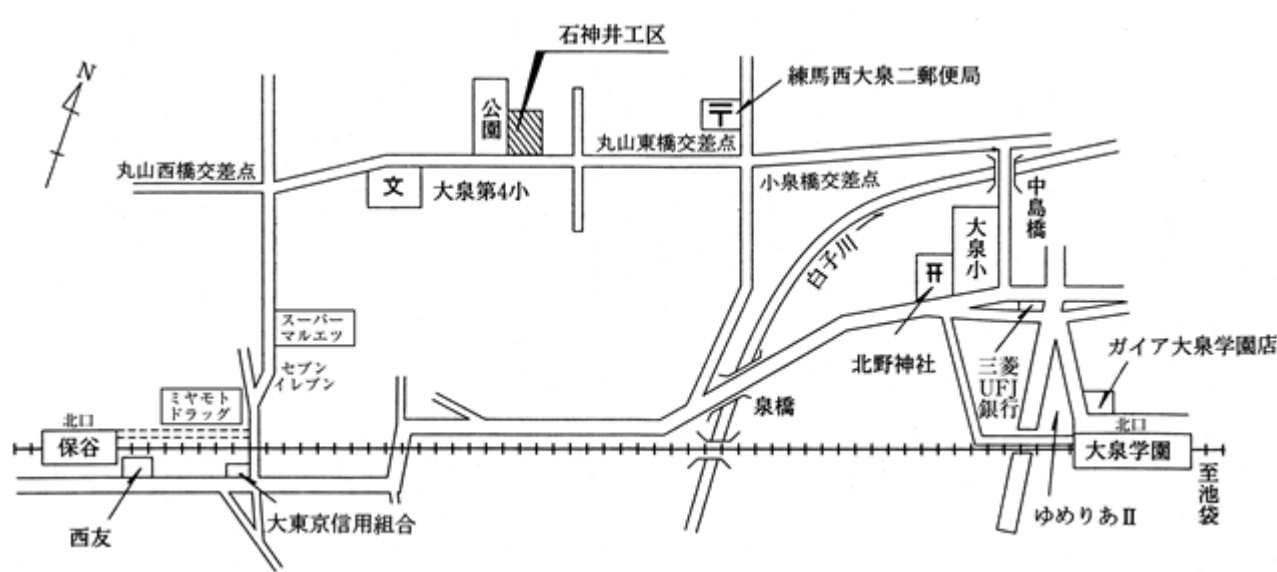 石神井工区
N
公園
練馬西大泉二郵便局
丸山西橋交差点
丸山東橋交差点
文
大泉第4小
小泉橋交差点
中島橋
大泉小
白子川
スーパー
マルエツ
セブン
イレブン
北野神社
三菱
UFJ
銀行
ガイア大泉学園店
ミヤモト
ドラッグ
泉橋
北口
保谷
北口
大泉学園
至池袋
西友
大東京信用組合
ゆめりあⅡ